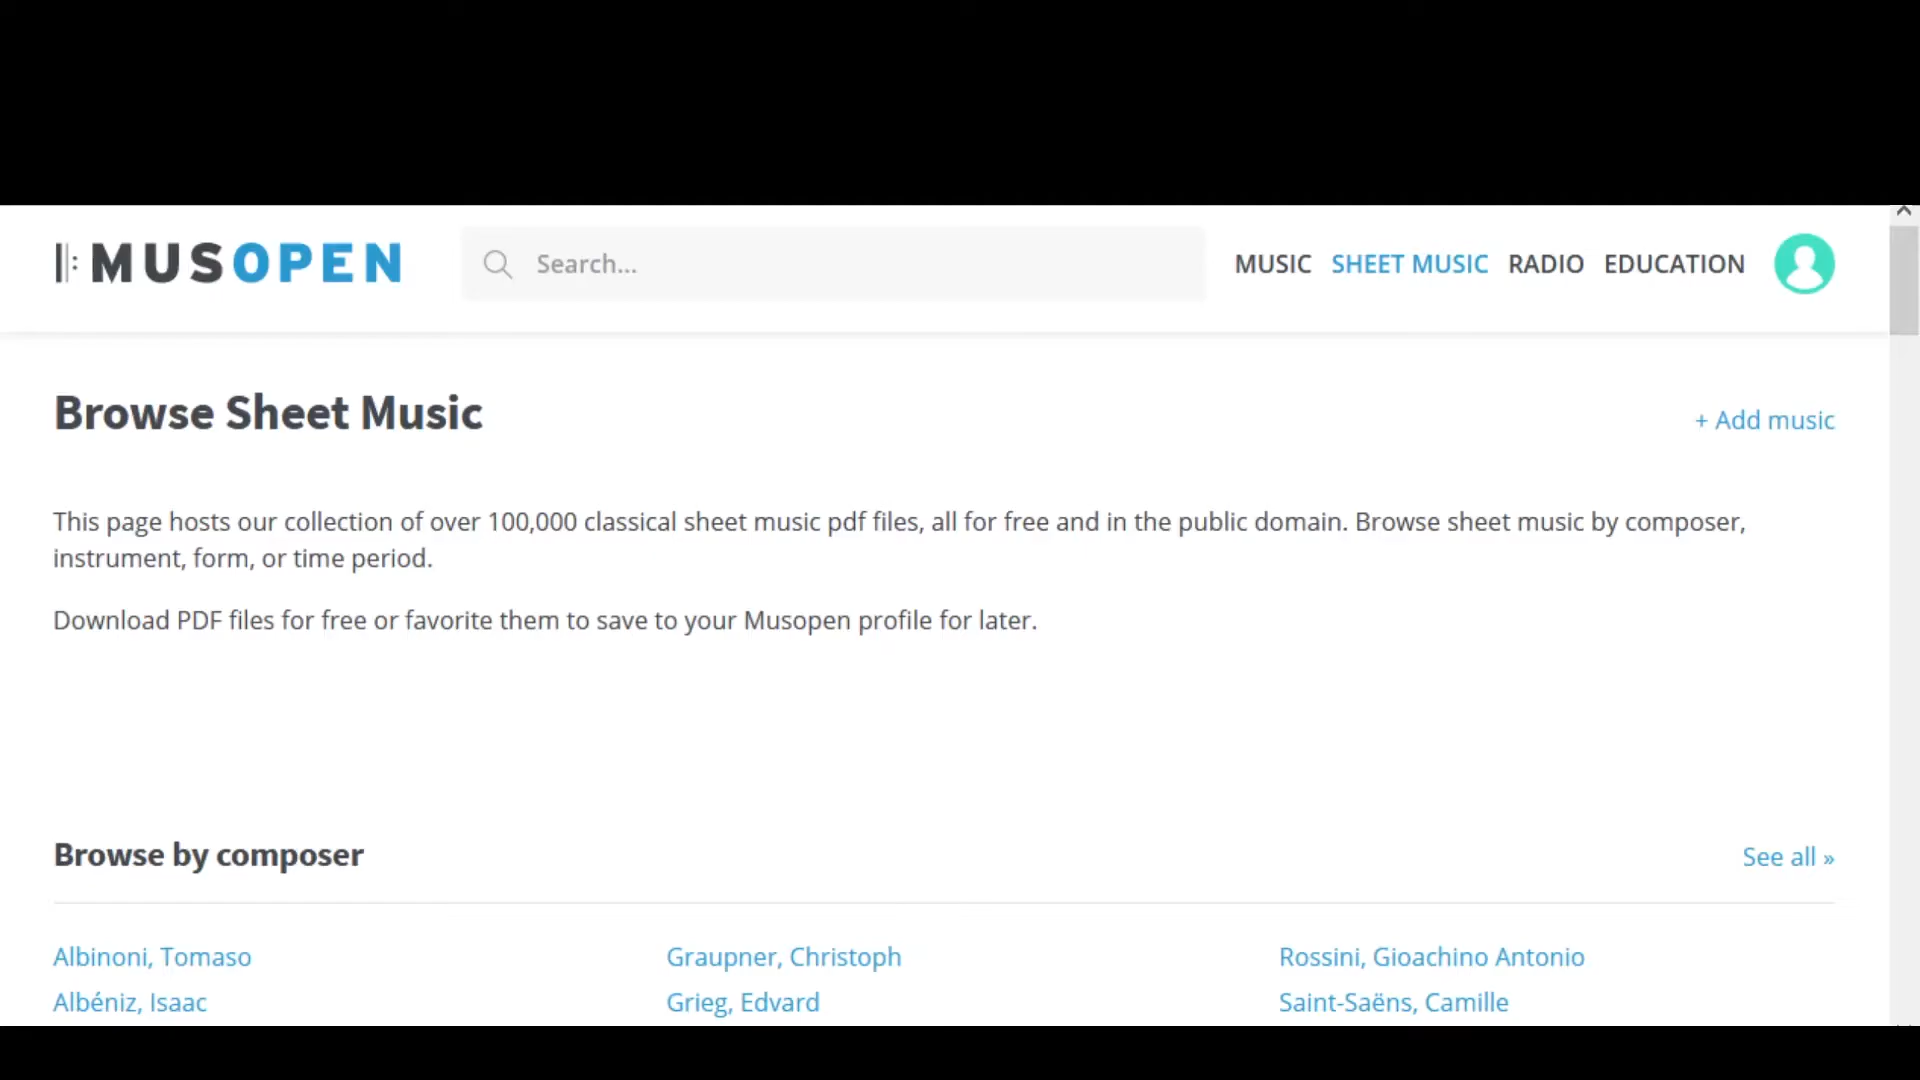 MUSOPEN
Search...
MUSIC SHEET MUSIC RADIO EDUCATION
Browse Sheet Music
+ Add music
This page hosts our collection of over 100,000 classical sheet music pdf files, all for free and in the public domain. Browse sheet music by composer,
instrument, form, or time period.
Download PDF files for free or favorite them to save to your Musopen profile for later.
Browse by composer
See all »
Albinoni, Tomaso
Graupner, Christoph
Rossini, Gioachino Antonio
Albéniz, Isaac
Grieg, Edvard
Saint-Saëns, Camille